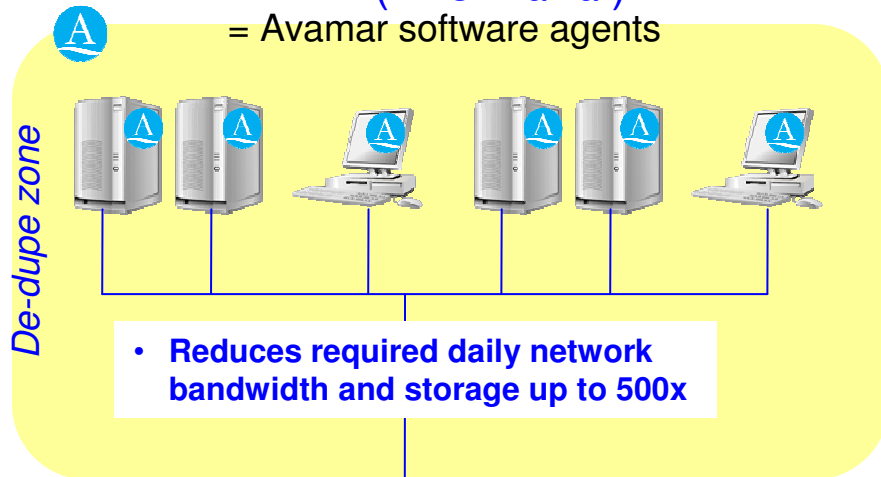 = Avamar software agents
A
A
A
A
A
A
A
De-dupe zone
• Reduces required daily network
bandwidth and storage up to 500x